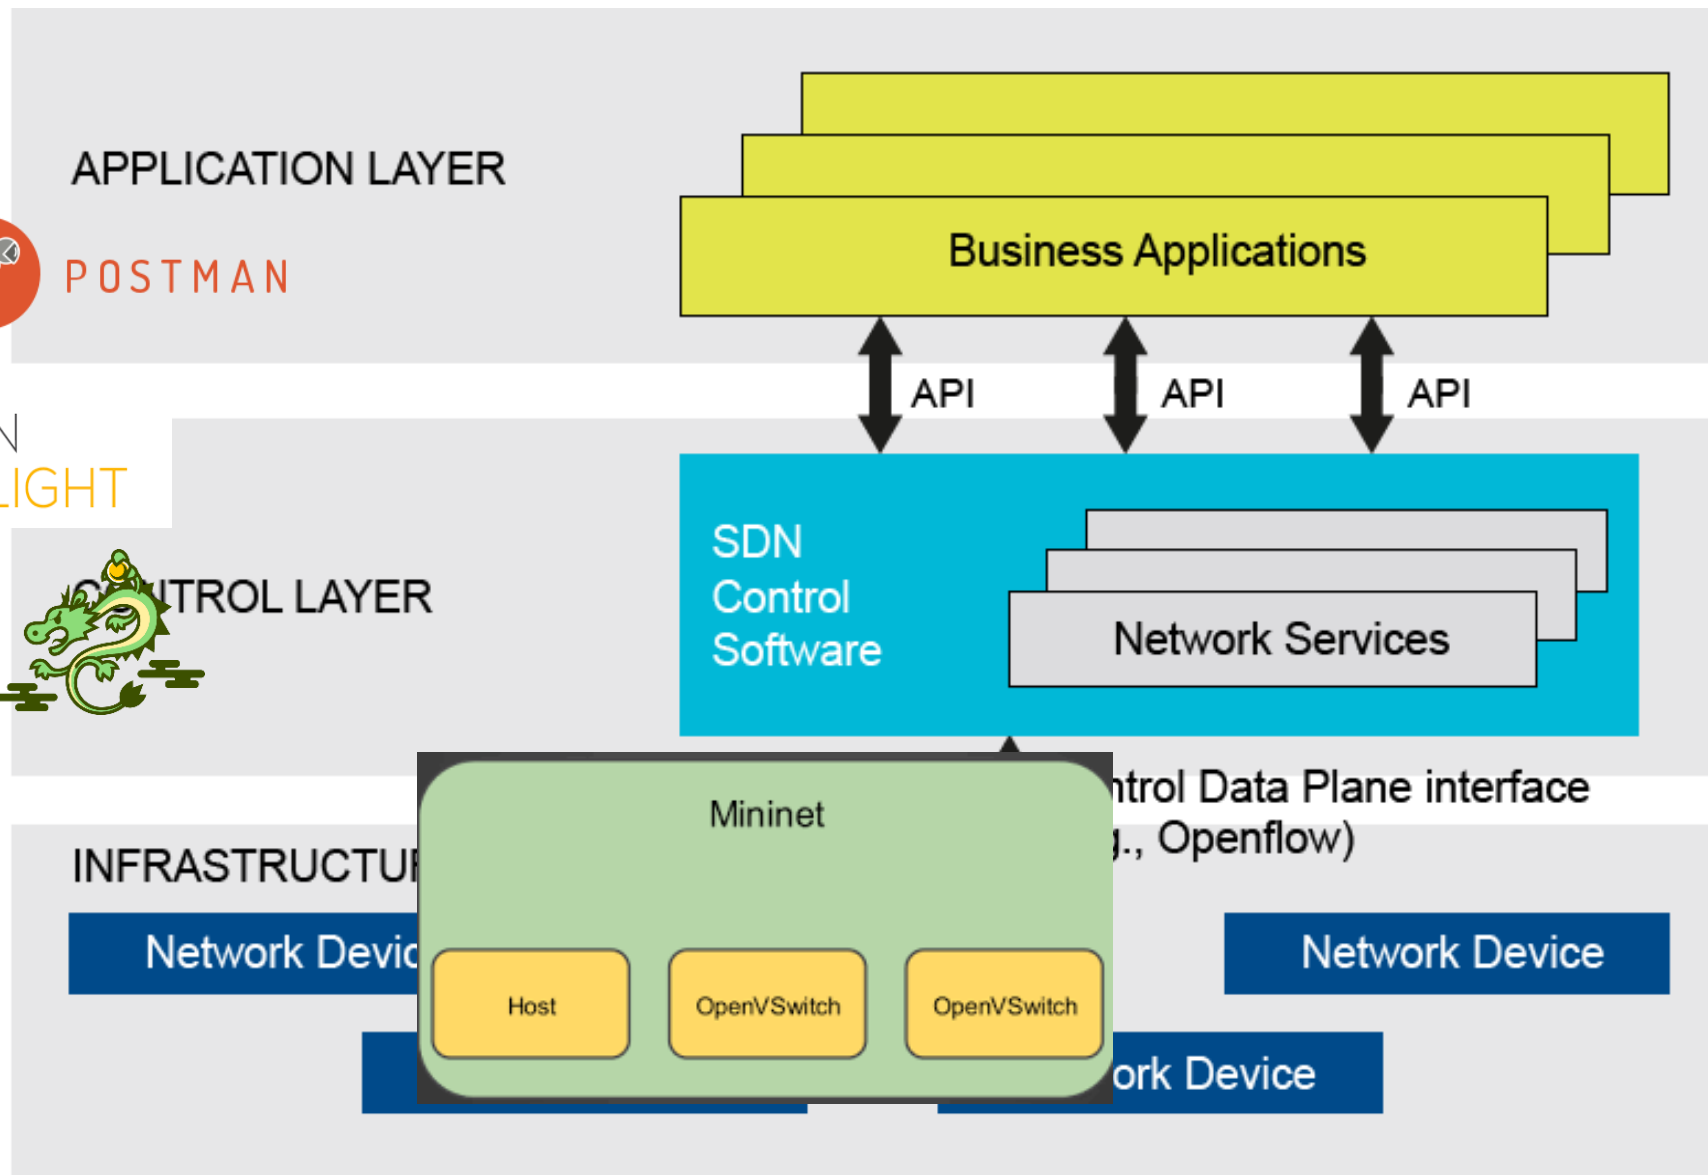 APPLICATION LAYER
Business Applications
POSTMAN
API API API
N
LIGHT
SDN
Control
Software
CONTROL LAYER
Network Services
Mininet
ntrol Data Plane interface
g., Openflow)
INFRASTRUCTU
Network Devic
Network Device
Host OpenVSwitch OpenVSwitch
ork Device